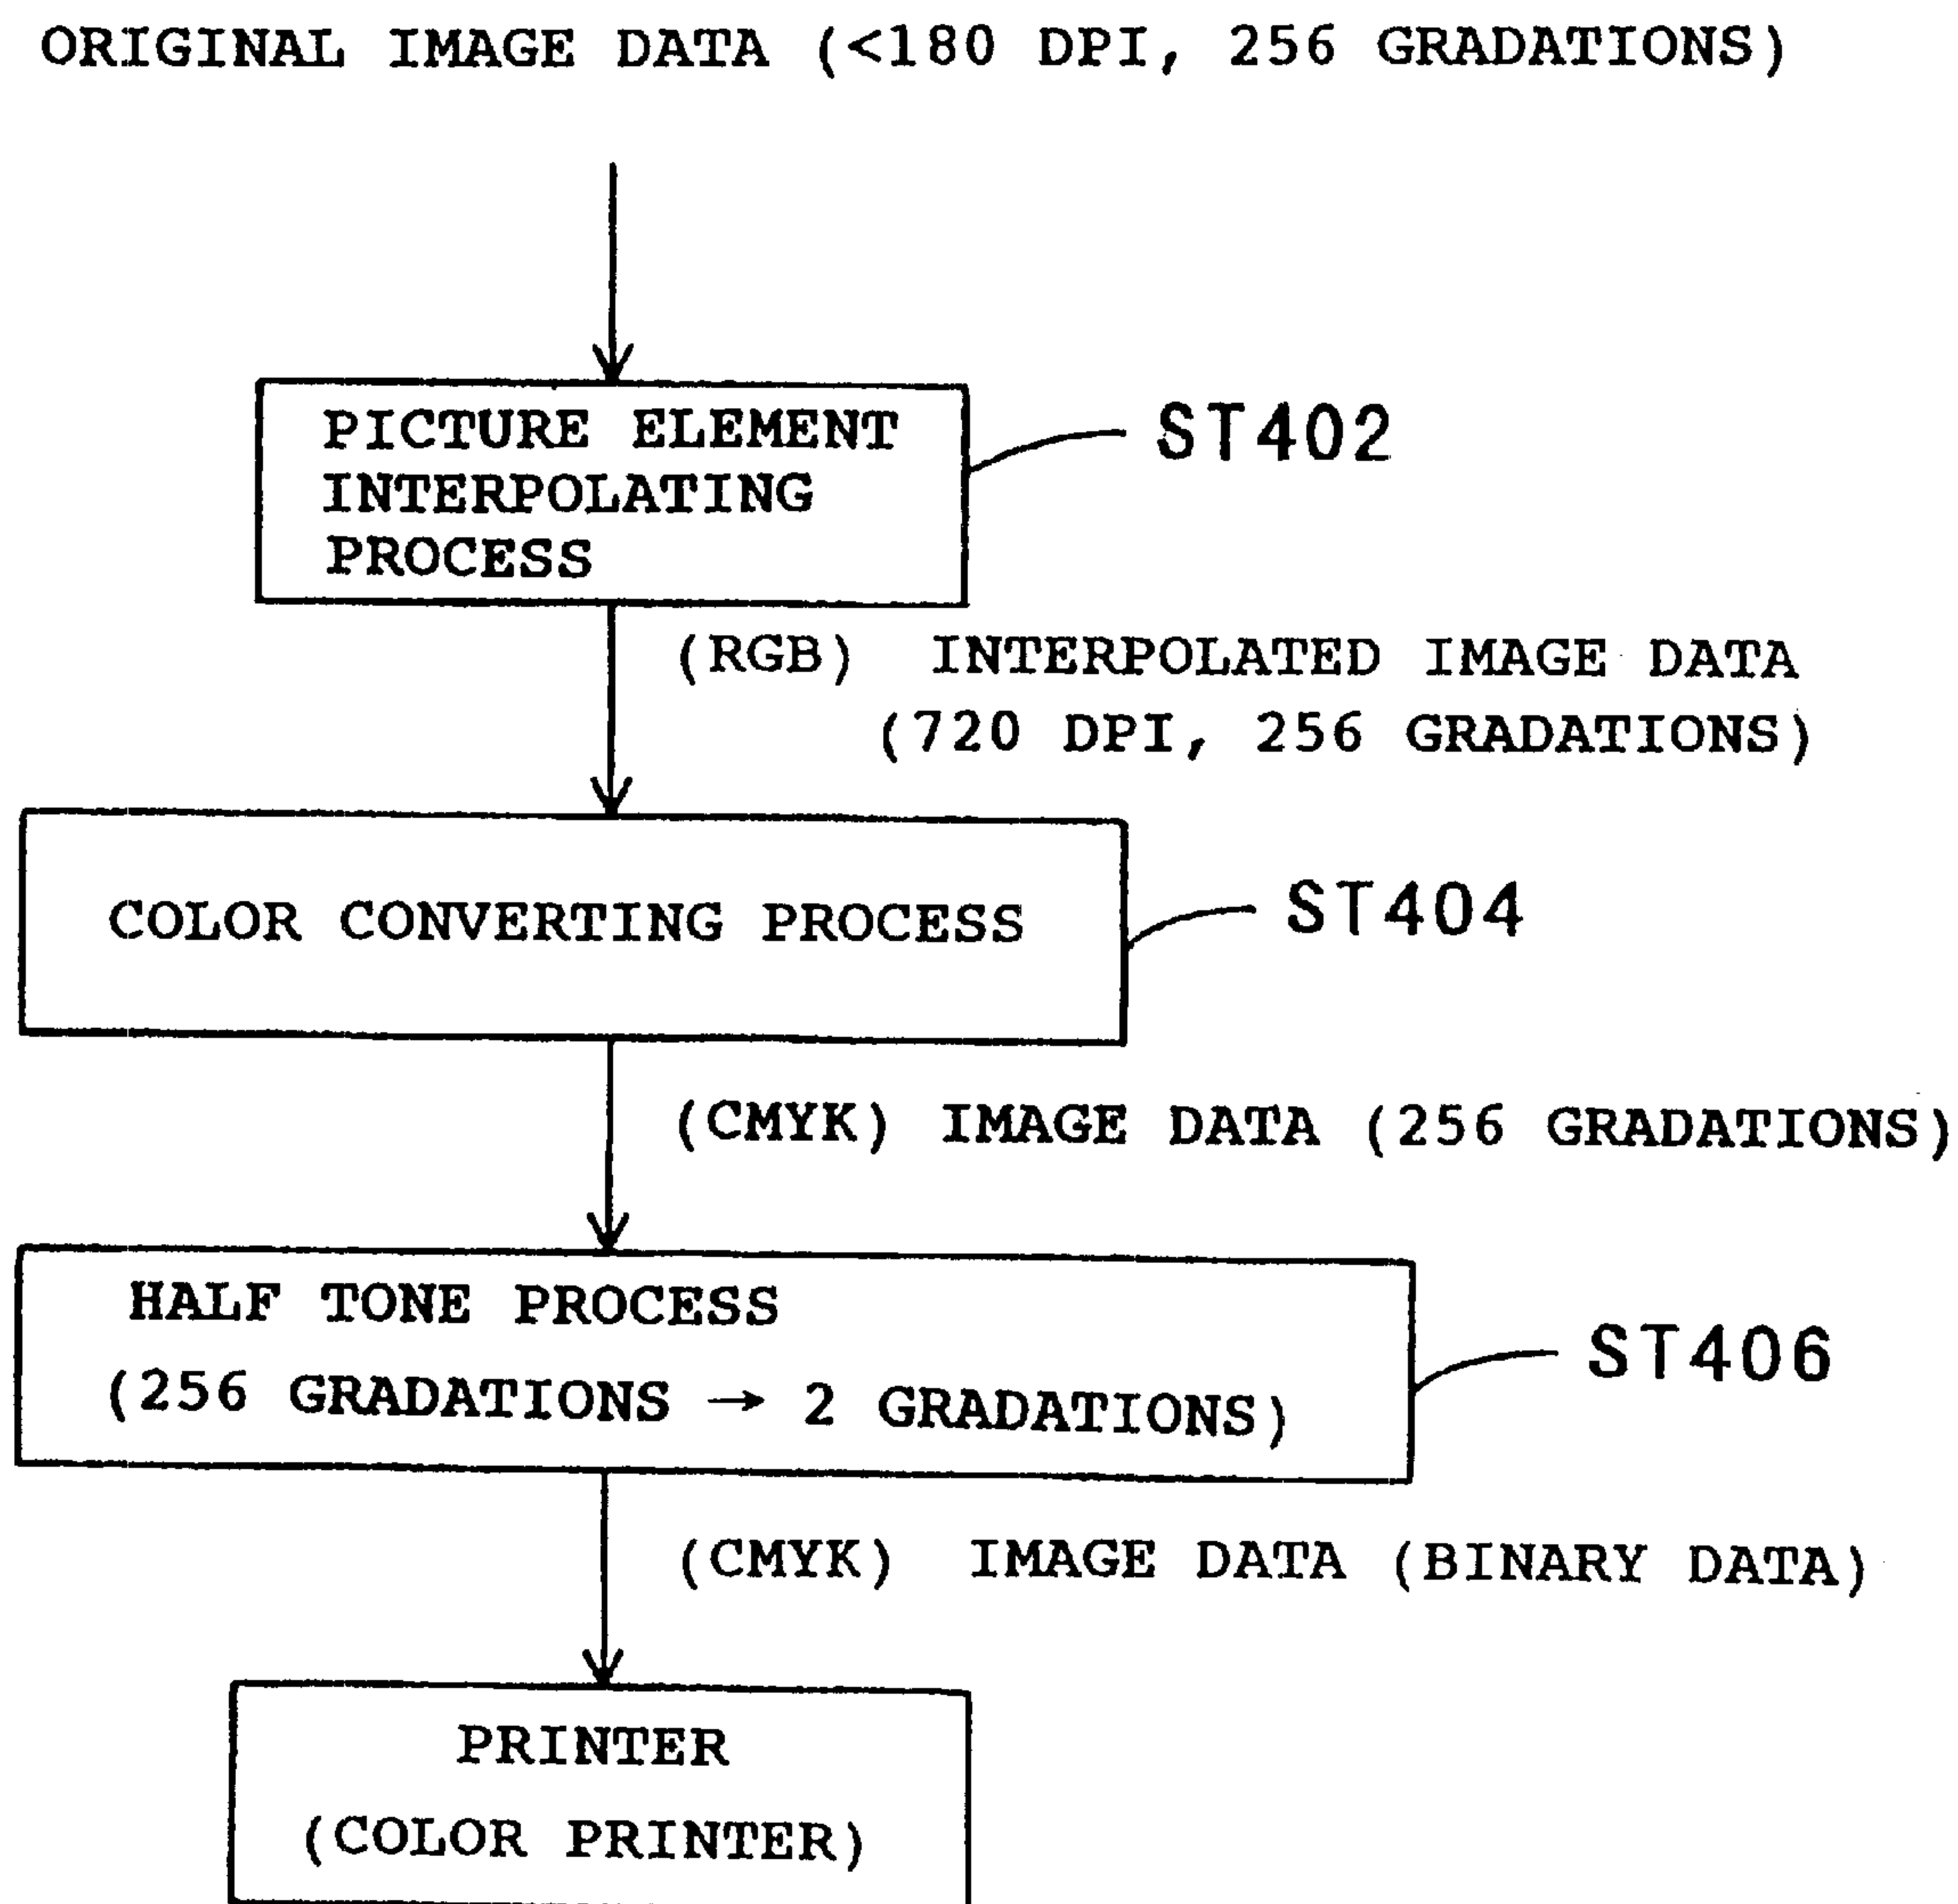 ORIGINAL IMAGE DATA (<180 DPI, 256 GRADATIONS)
PICTURE ELEMENT
INTERPOLATING
PROCESS
ST402
(RGB) INTERPOLATED IMAGE DATA
(720 DPI, 256 GRADATIONS)
COLOR CONVERTING PROCESS
ST404
(CMYK) IMAGE DATA (256 GRADATIONS)
HALF TONE PROCESS
(256 GRADATIONS → 2 GRADATIONS)
ST406
(CMYK) IMAGE DATA (BINARY DATA)
PRINTER
(COLOR PRINTER)